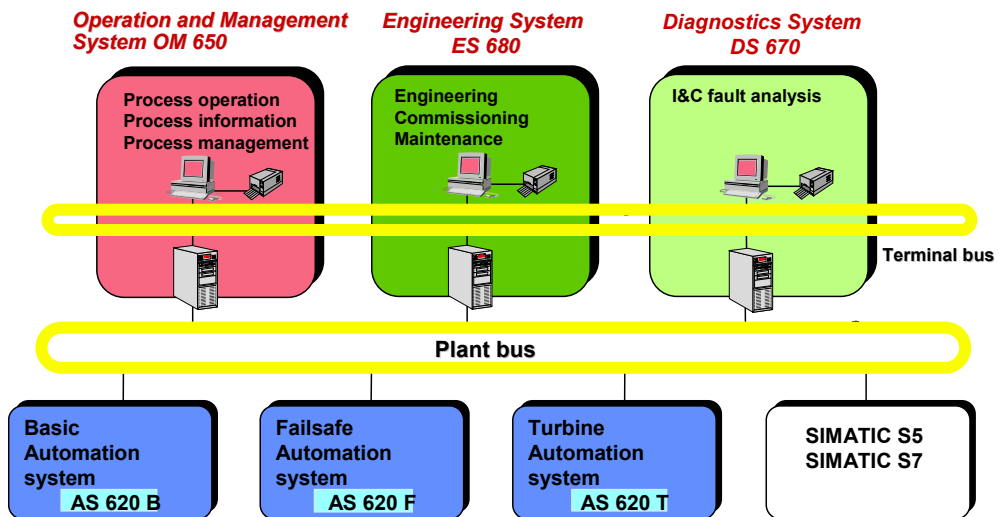 Operation and Management
System OM 650
Engineering System
ES 680
Diagnostics System
DS 670
Process operation
Process information
Process management
Engineering
Commissioning
Maintenance
I&C fault analysis
Terminal bus
Plant bus
Basic
Automation
system
AS 620 B
Failsafe
Automation
system
AS 620 F
Turbine
Automation
system
AS 620 T
SIMATIC S5
SIMATIC S7